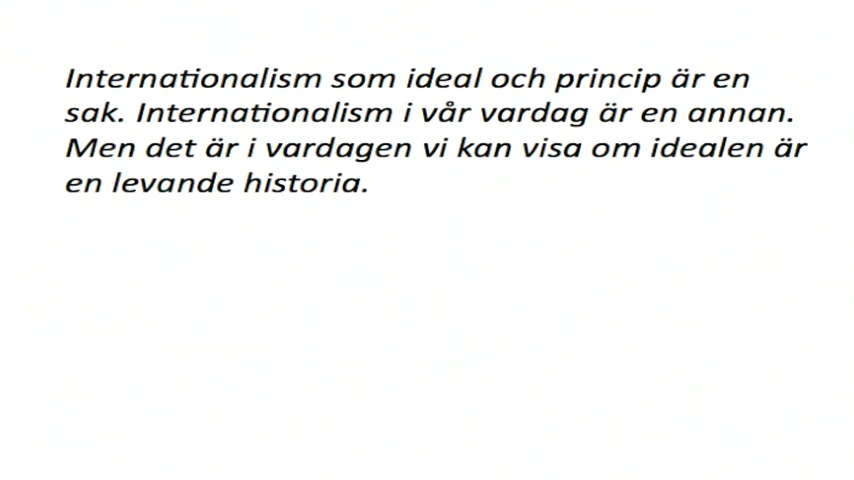 Internationalism som ideal och princip är en
sak. Internationalism i vår vardag är en annan.
Men det är i vardagen vi kan visa om idealen är
en levande historia.